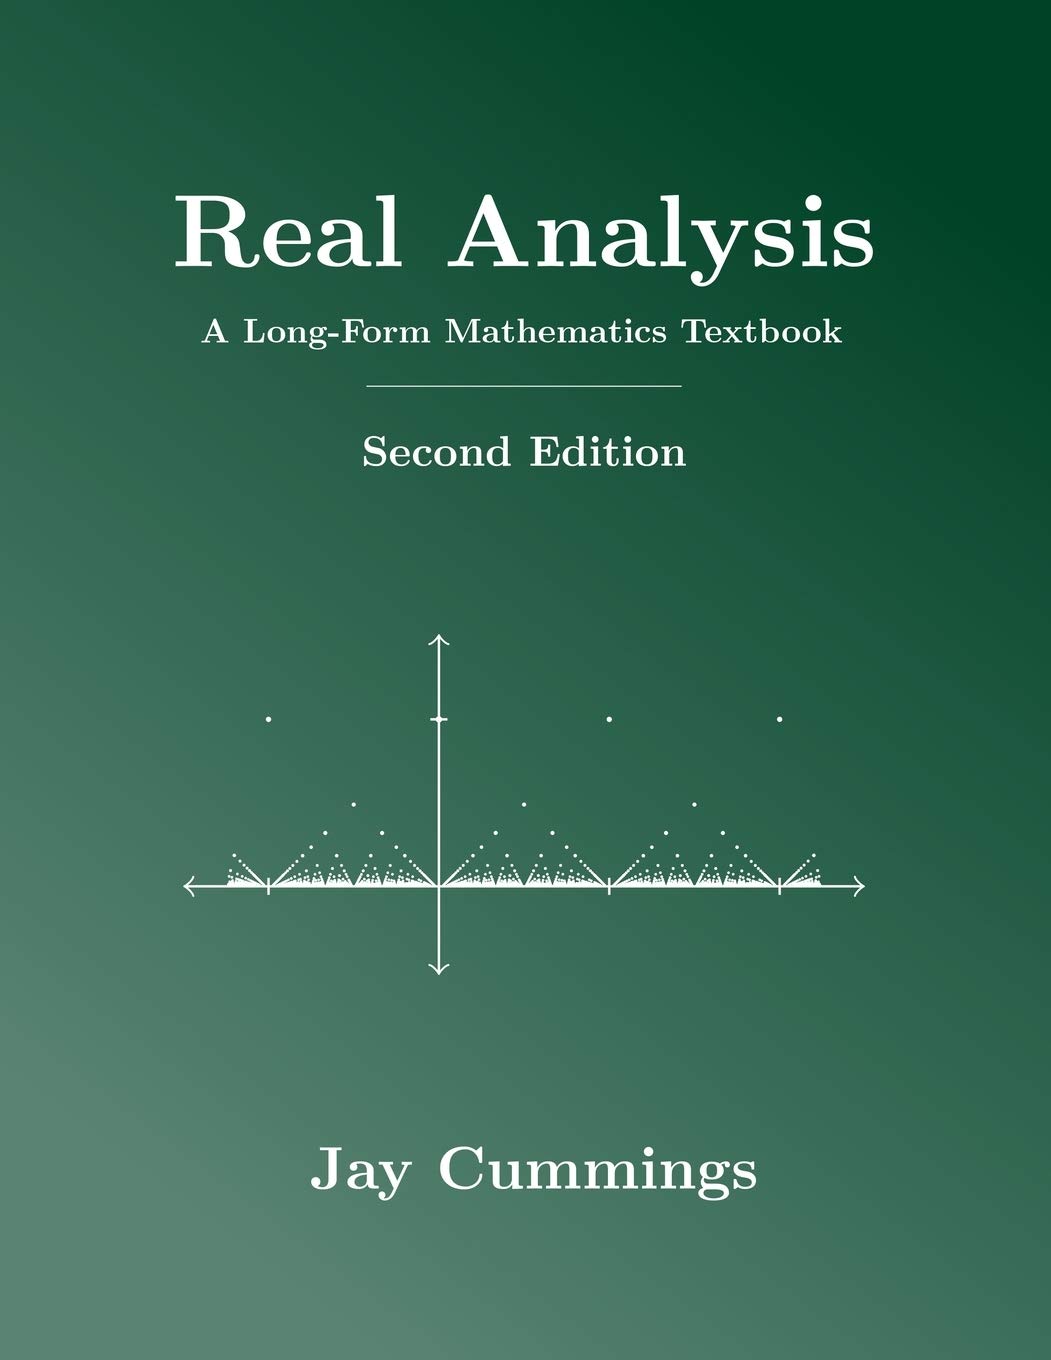 Real Analysis
A Long-Form Mathematics Textbook
Second Edition
Jay Cummings